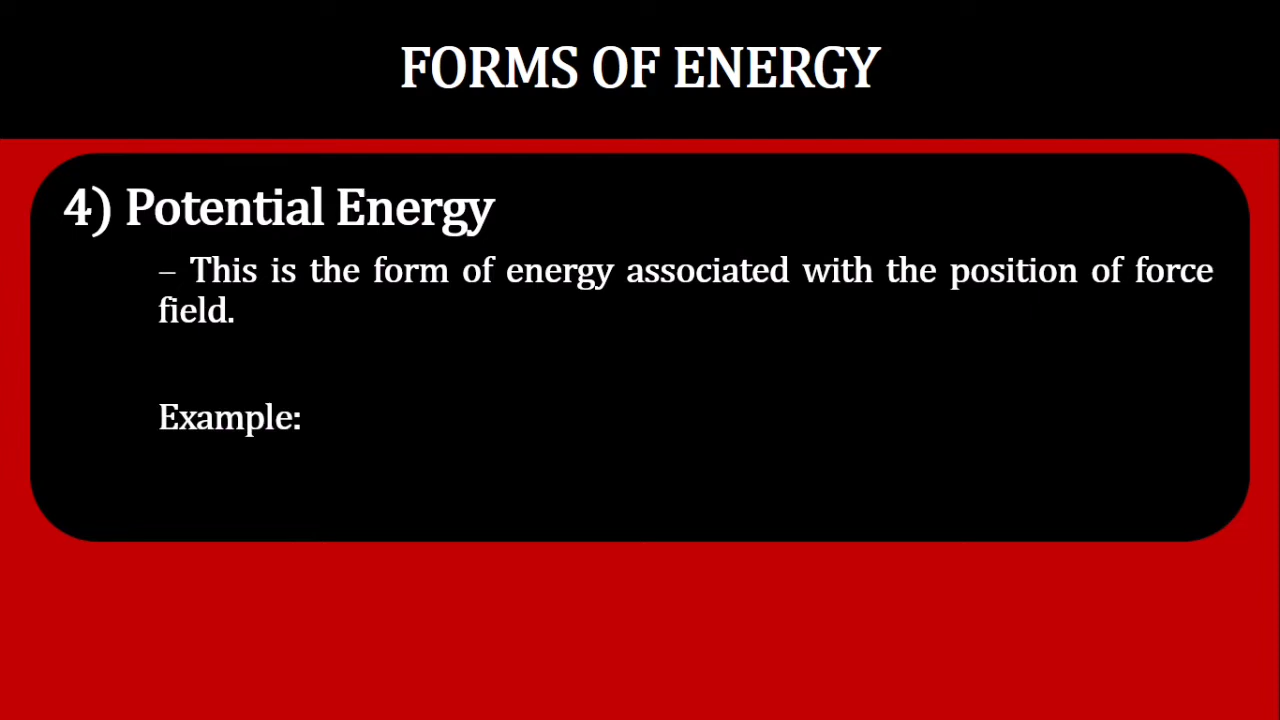 FORMS OF ENERGY
4) Potential Energy
– This is the form of energy associated with the position of force
field.
Example: